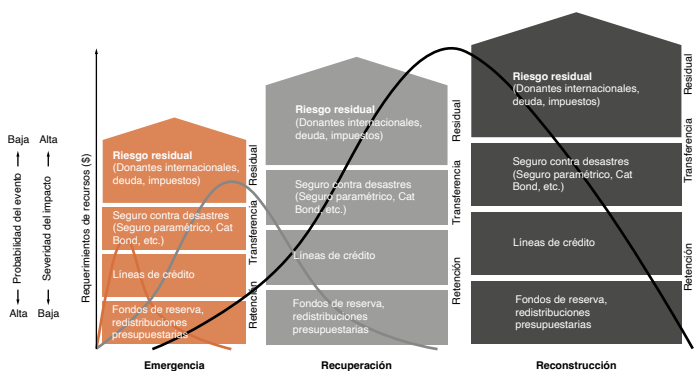 Baja
Alta
Probabilidad del evento
Severidad del impacto
Alta
Baja
Requerimientos de recursos ($)
Riesgo residual
(Donantes internacionales,
deuda, impuestos)
Seguro contra desastres
(Seguro paramétrico, Cat
Bond, etc.)
Líneas de crédito
Fondos de reserva,
redistribuciones
presupuestarias
Residual
Transferencia
Retención
Emergencia
Riesgo residual
(Donantes internacionales,
deuda, impuestos)
Seguro contra desastres
(Seguro paramétrico, Cat
Bond, etc.)
Líneas de crédito
Fondos de reserva,
redistribuciones
presupuestarias
Residual
Transferencia
Retención
Recuperación
Riesgo residual
(Donantes internacionales,
deuda, impuestos)
Seguro contra desastres
(Seguro paramétrico, Cat
Bond, etc.)
Líneas de crédito
Fondos de reserva,
redistribuciones
presupuestarias
Residual
Transferencia
Retención
Reconstrucción